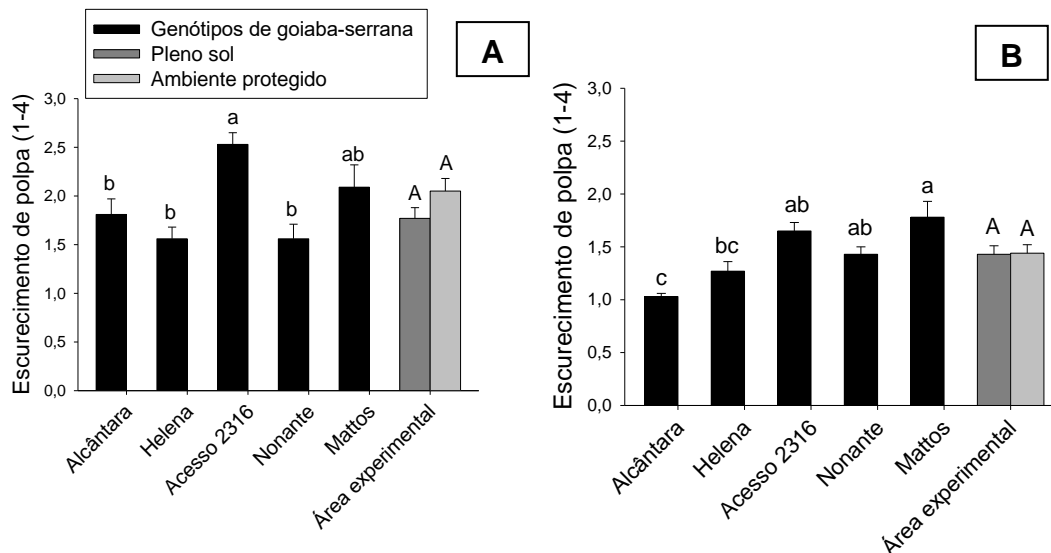 Genótipos de goiaba-serrana
Pleno sol
Ambiente protegido
A
B
Escurecimento de polpa (1-4)
3,0
2,5
2,0
1,5
1,0
0,5
0,0
b
b
a
b
ab
A
A
Alcântara
Helena
Acesso 2316
Nonante
Mattos
Área experimental
Escurecimento de polpa (1-4)
3,0
2,5
2,0
1,5
1,0
0,5
0,0
c
bc
ab
ab
a
A
A
Alcântara
Helena
Acesso 2316
Nonante
Mattos
Área experimental